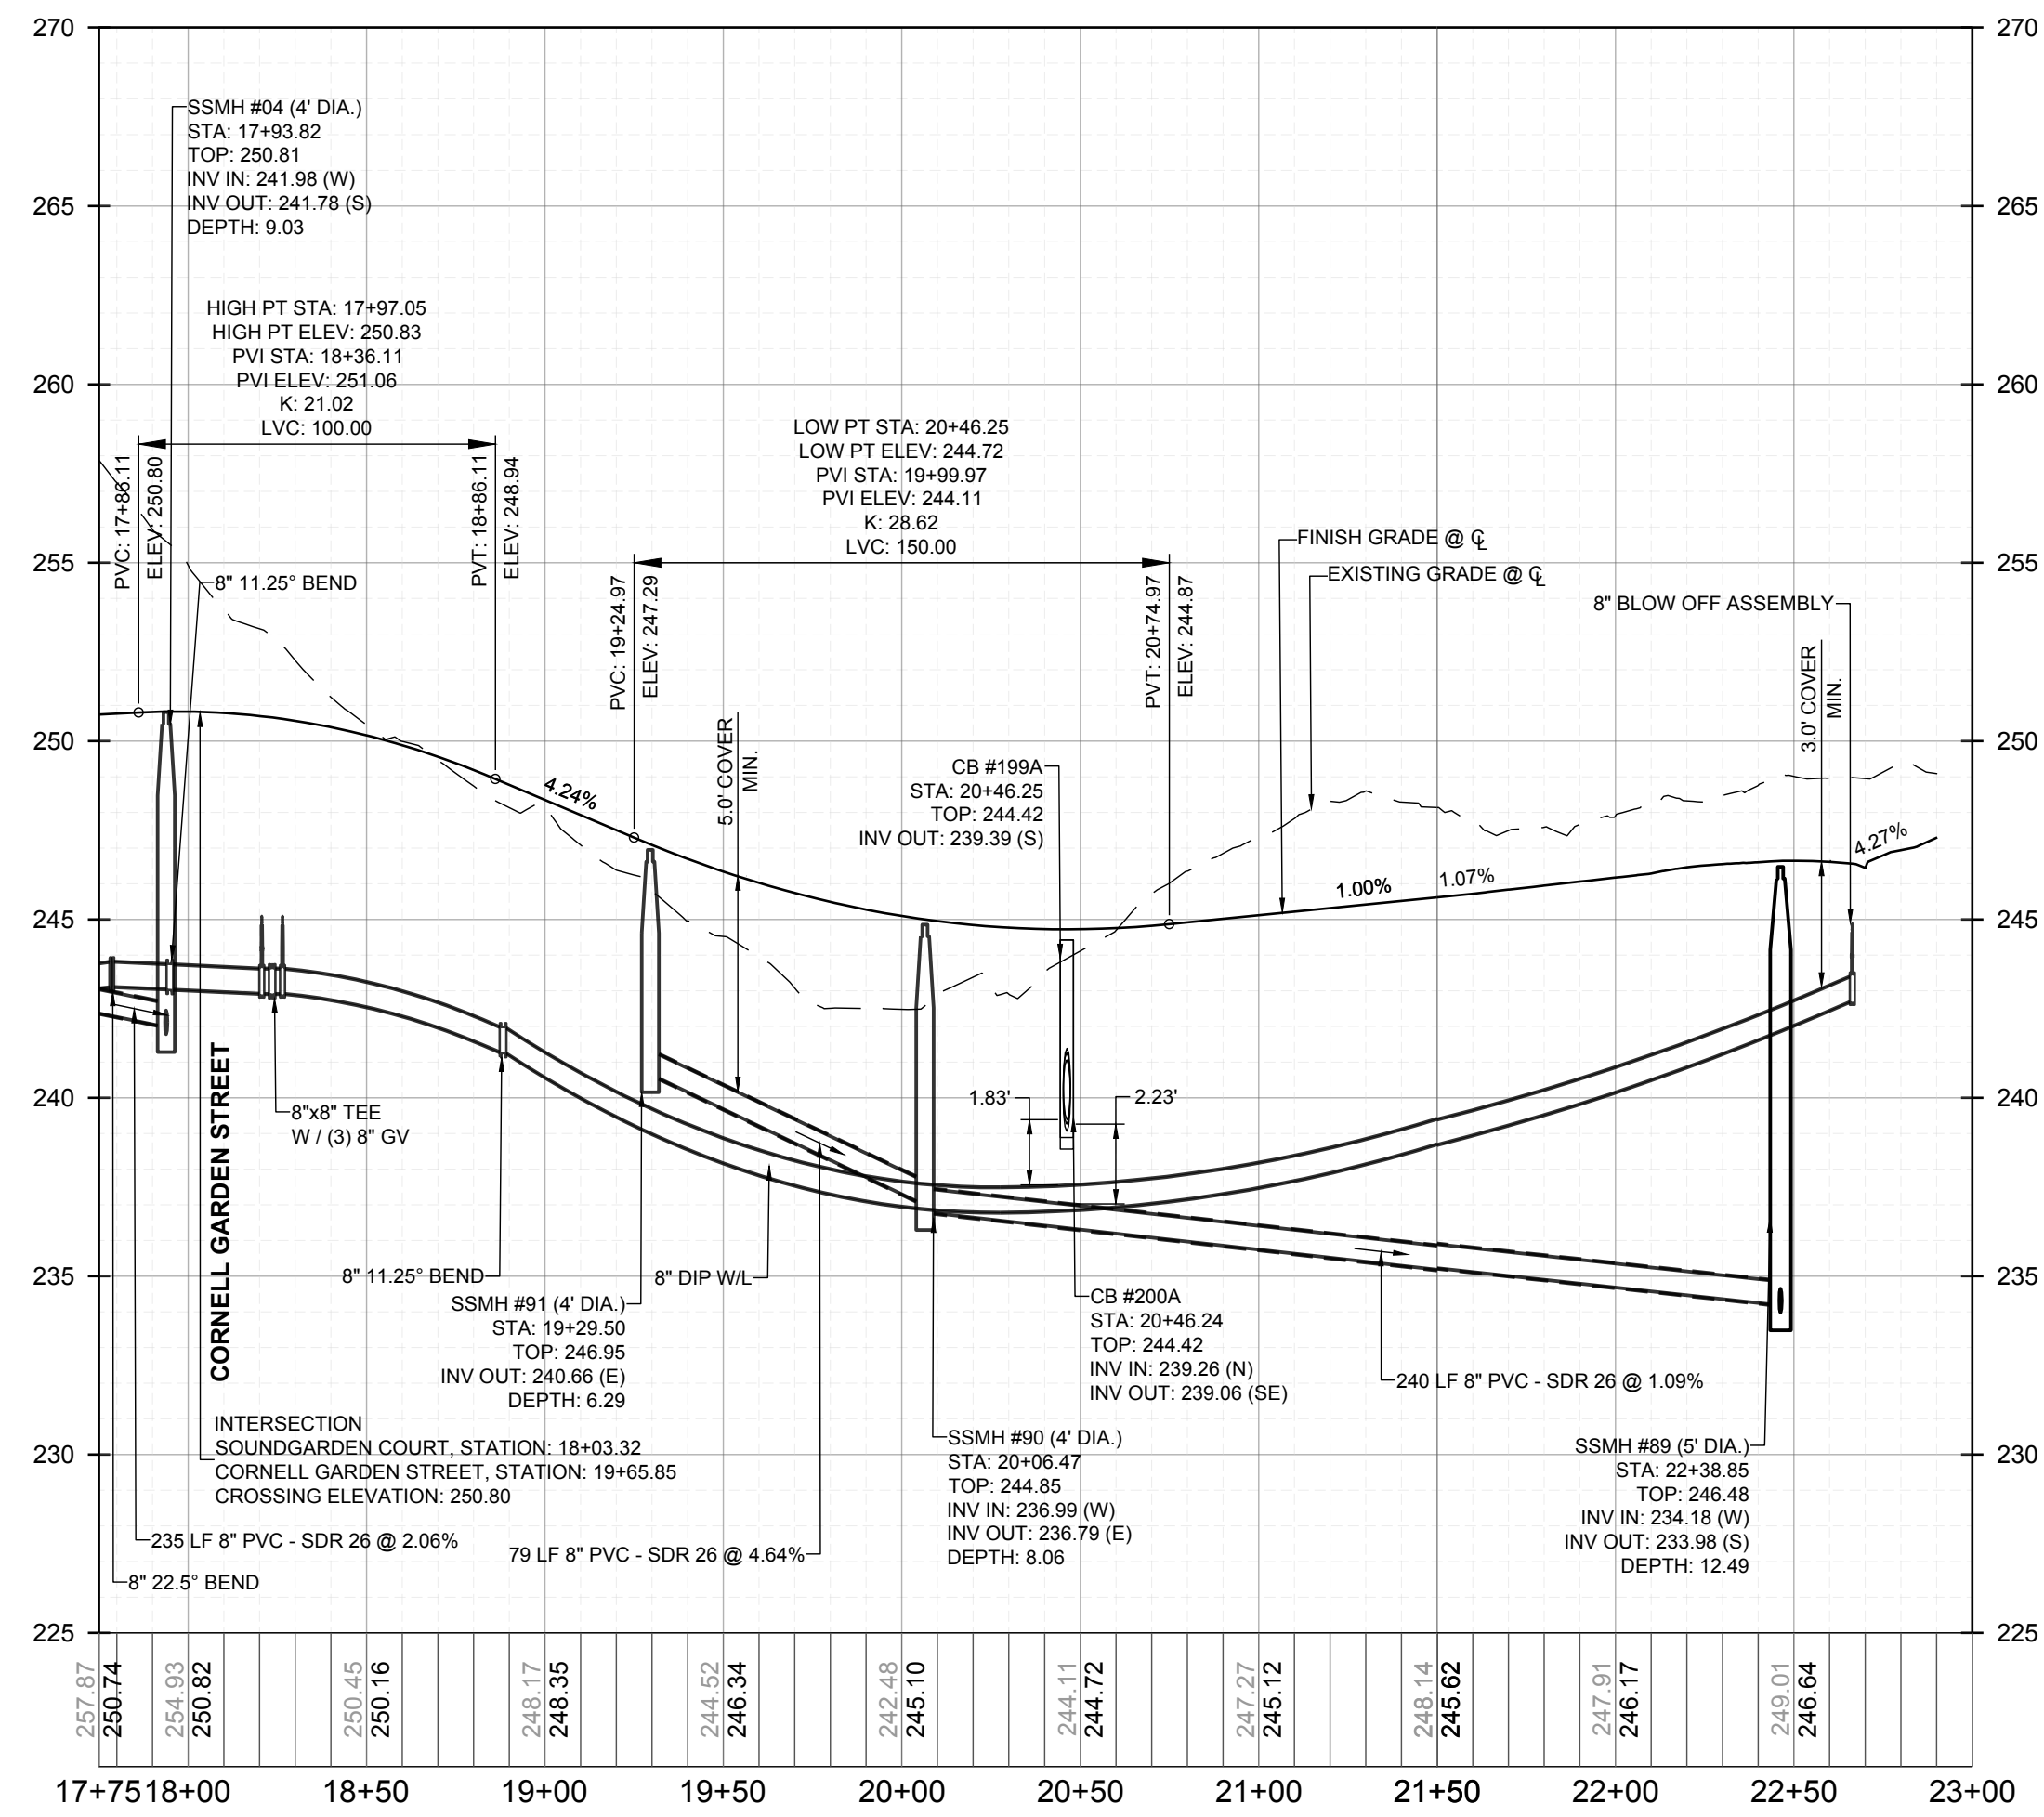 270
270
SSMH #04 (4' DIA.)
STA: 17+93.82
TOP: 250.81
INV IN: 241.98 (W)
INV OUT: 241.78 (S)
DEPTH: 9.03
265
265
HIGH PT STA: 17+97.05
HIGH PT ELEV: 250.83
PVI STA: 18+36.11
PVI ELEV: 251.06
K: 21.02
LVC: 100.00
260
260
LOW PT STA: 20+46.25
LOW PT ELEV: 244.72
PVI STA: 19+99.97
PVI ELEV: 244.11
K: 28.62
LVC: 150.00
PVC: 17+86.11
ELEV: 250.80
PVT: 18+86.11
ELEV: 248.94
FINISH GRADE @ CL
EXISTING GRADE @ CL
255
255
8" 11.25° BEND
PVC: 19+24.97
ELEV: 247.29
PVT: 20+74.97
ELEV: 244.87
8" BLOW OFF ASSEMBLY
3.0' COVER
MIN.
250
250
5.0' COVER
MIN.
4.24%
CB #199A
STA: 20+46.25
TOP: 244.42
INV OUT: 239.39 (S)
1.00%
1.07%
4.27%
245
245
240
240
1.83'
2.23'
8"x8" TEE
W / (3) 8" GV
CORNELL GARDEN STREET
235
235
8" 11.25° BEND
8" DIP W/L
SSMH #91 (4' DIA.)
STA: 19+29.50
TOP: 246.95
INV OUT: 240.66 (E)
DEPTH: 6.29
CB #200A
STA: 20+46.24
TOP: 244.42
INV IN: 239.26 (N)
INV OUT: 239.06 (SE)
240 LF 8" PVC - SDR 26 @ 1.09%
INTERSECTION
SOUNDGARDEN COURT, STATION: 18+03.32
CORNELL GARDEN STREET, STATION: 19+65.85
CROSSING ELEVATION: 250.80
230
230
SSMH #90 (4' DIA.)
STA: 20+06.47
TOP: 244.85
INV IN: 236.99 (W)
INV OUT: 236.79 (E)
DEPTH: 8.06
SSMH #89 (5' DIA.)
STA: 22+38.85
TOP: 246.48
INV IN: 234.18 (W)
INV OUT: 233.98 (S)
DEPTH: 12.49
235 LF 8" PVC - SDR 26 @ 2.06%
79 LF 8" PVC - SDR 26 @ 4.64%
8" 22.5° BEND
225
225
257.87
250.74
254.93
250.82
250.45
250.16
248.17
248.35
244.52
246.34
242.48
245.10
244.11
244.72
247.27
245.12
248.14
245.62
247.91
246.17
249.01
246.64
17+75 18+00 18+50 19+00 19+50 20+00 20+50 21+00 21+50 22+00 22+50 23+00